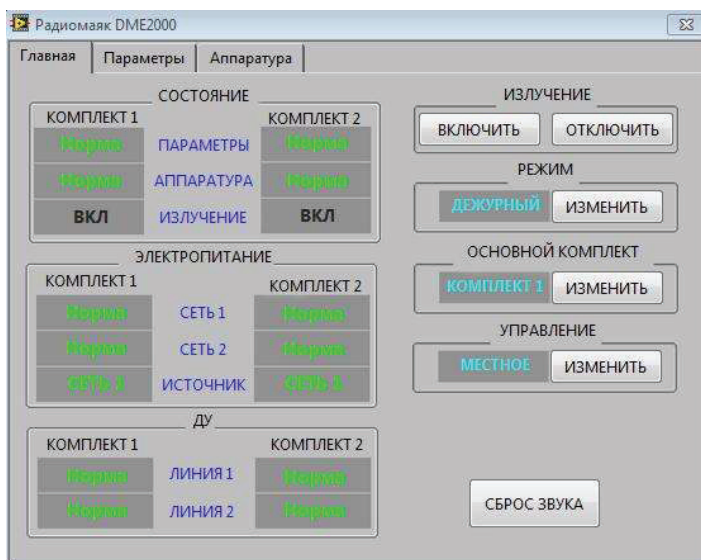 Радиомаяк DME2000
Главная Параметры Аппаратура
СОСТОЯНИЕ
КОМПЛЕКТ 1 КОМПЛЕКТ 2
Норма ПАРАМЕТРЫ Норма
Норма АППАРАТУРА Норма
ВКЛ ИЗЛУЧЕНИЕ ВКЛ
ЭЛЕКТРОПИТАНИЕ
КОМПЛЕКТ 1 КОМПЛЕКТ 2
Норма СЕТЬ 1 Норма
Норма СЕТЬ 2 Норма
СЕТЬ ИСТОЧНИК СЕТЬ
ДУ
КОМПЛЕКТ 1 КОМПЛЕКТ 2
Норма ЛИНИЯ 1 Норма
Норма ЛИНИЯ 2 Норма
ИЗЛУЧЕНИЕ
ВКЛЮЧИТЬ ОТКЛЮЧИТЬ
РЕЖИМ
ДЕЖУРНЫЙ ИЗМЕНИТЬ
ОСНОВНОЙ КОМПЛЕКТ
КОМПЛЕКТ 1 ИЗМЕНИТЬ
УПРАВЛЕНИЕ
МЕСТНОЕ ИЗМЕНИТЬ
СБРОС ЗВУКА